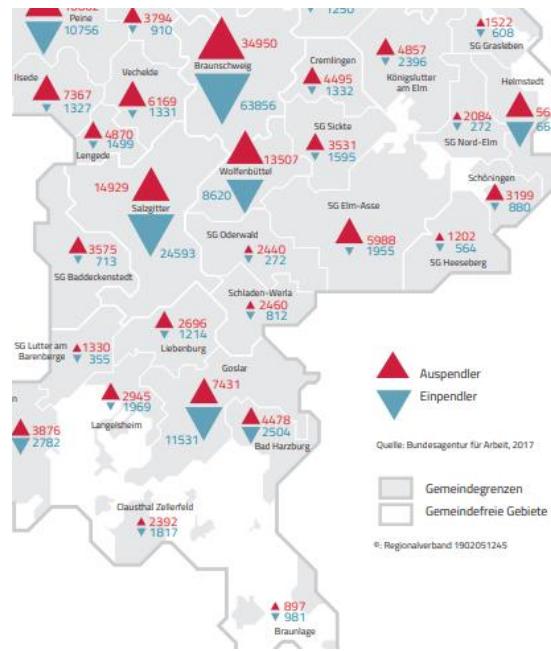 Peine
10756
3794
910
34950
Braunschweig
63856
1250
1522
608
SG Grasleben
Cremlingen
4495
1332
4857
2396
Königslutter
am Elm
Helmstedt
Ilsede
7367
1327
Vechelde
6169
1331
2084
272
SG Nord-Elm
4870
1499
Lengede
SG Sickte
3531
1595
13507
Wolfenbüttel
8620
Schöningen
3199
880
14929
Salzgitter
24593
SG Elm-Asse
5988
1955
1202
564
SG Heeseberg
SG Oderwald
2440
272
3575
713
SG Baddeckenstedt
Schladen-Werla
2460
812
2696
1214
Liebenburg
SG Lutter am
Barenberge
1330
355
Goslar
7431
11531
2945
1969
Langelsheim
4478
2504
Bad Harzburg
3876
2782
Clausthal Zellerfeld
2392
1817
897
981
Braunlage
Auspendler
Einpendler
Quelle: Bundesagentur für Arbeit, 2017
Gemeindegrenzen
Gemeindefreie Gebiete
©: Regionalverband 1902051245